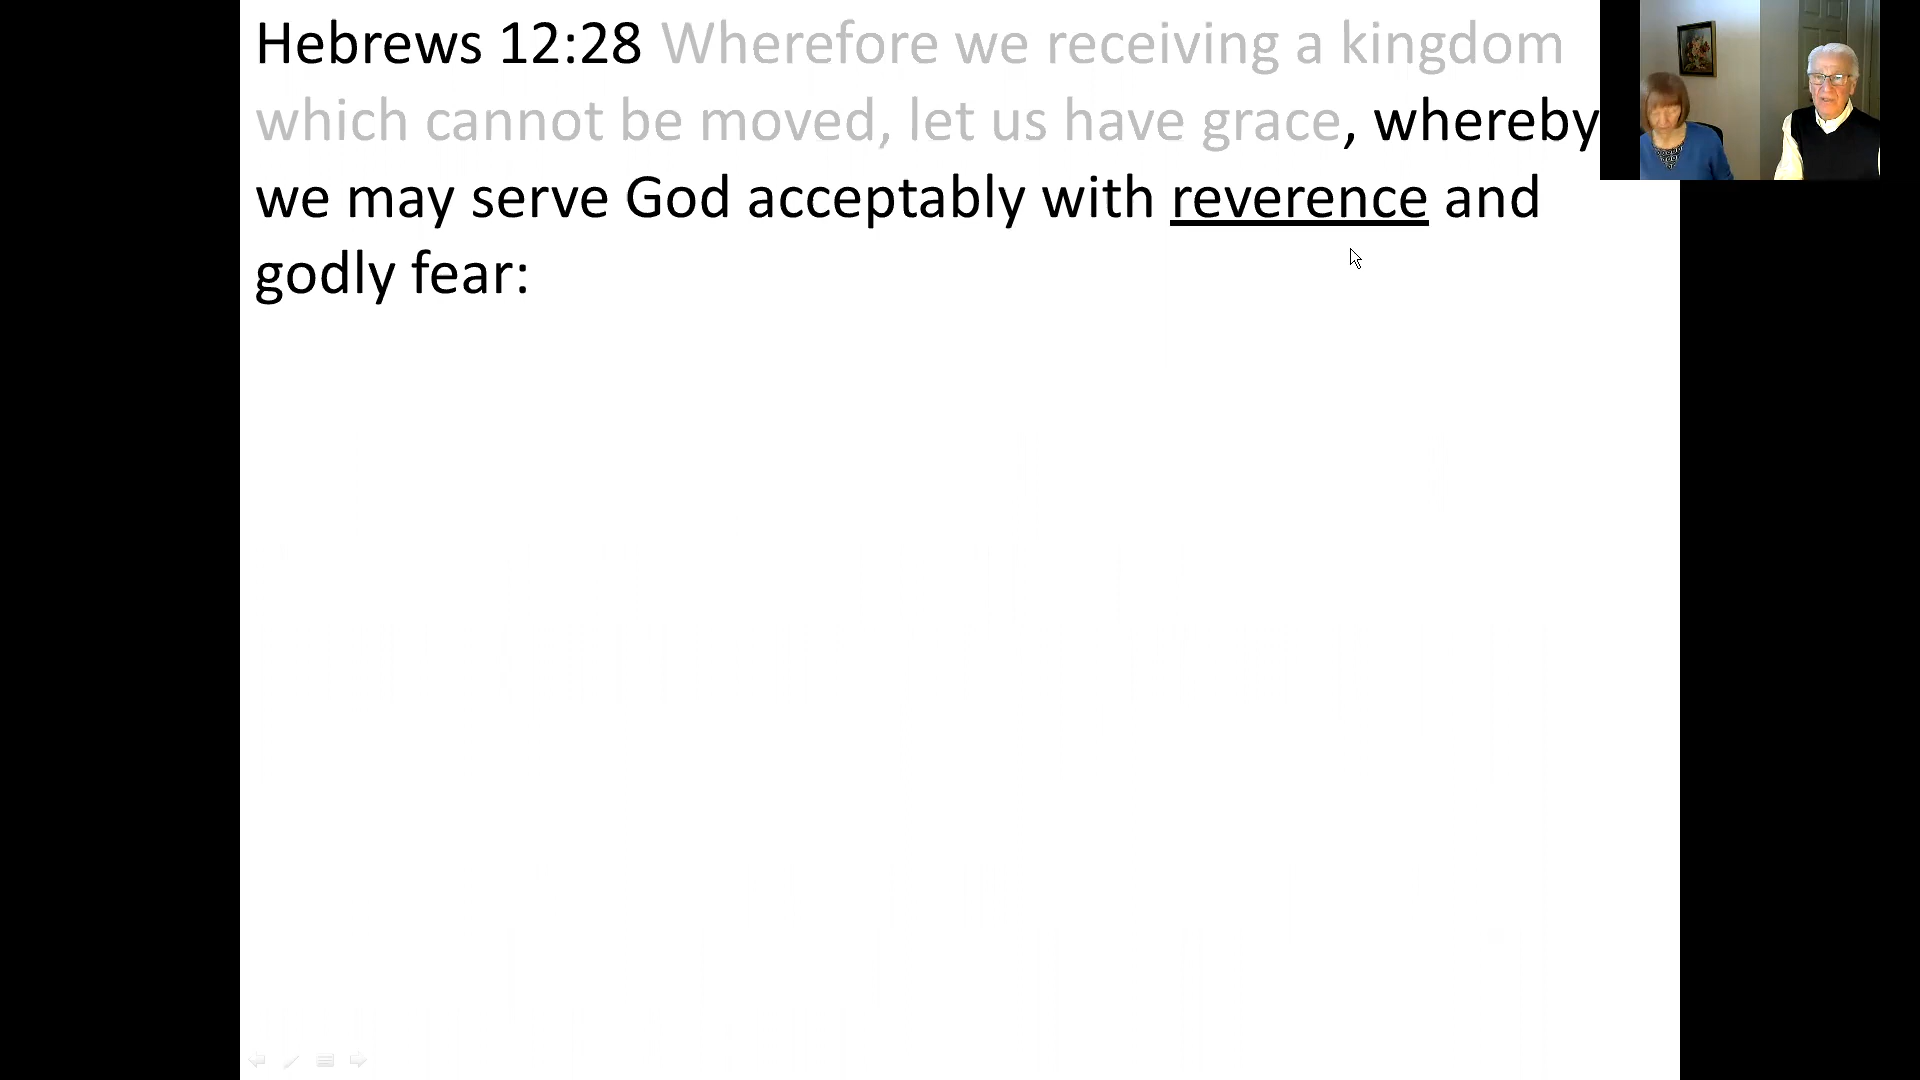 Hebrews 12:28 Wherefore we receiving a kingdom
which cannot be moved, let us have grace, whereby
we may serve God acceptably with reverence and
godly fear: